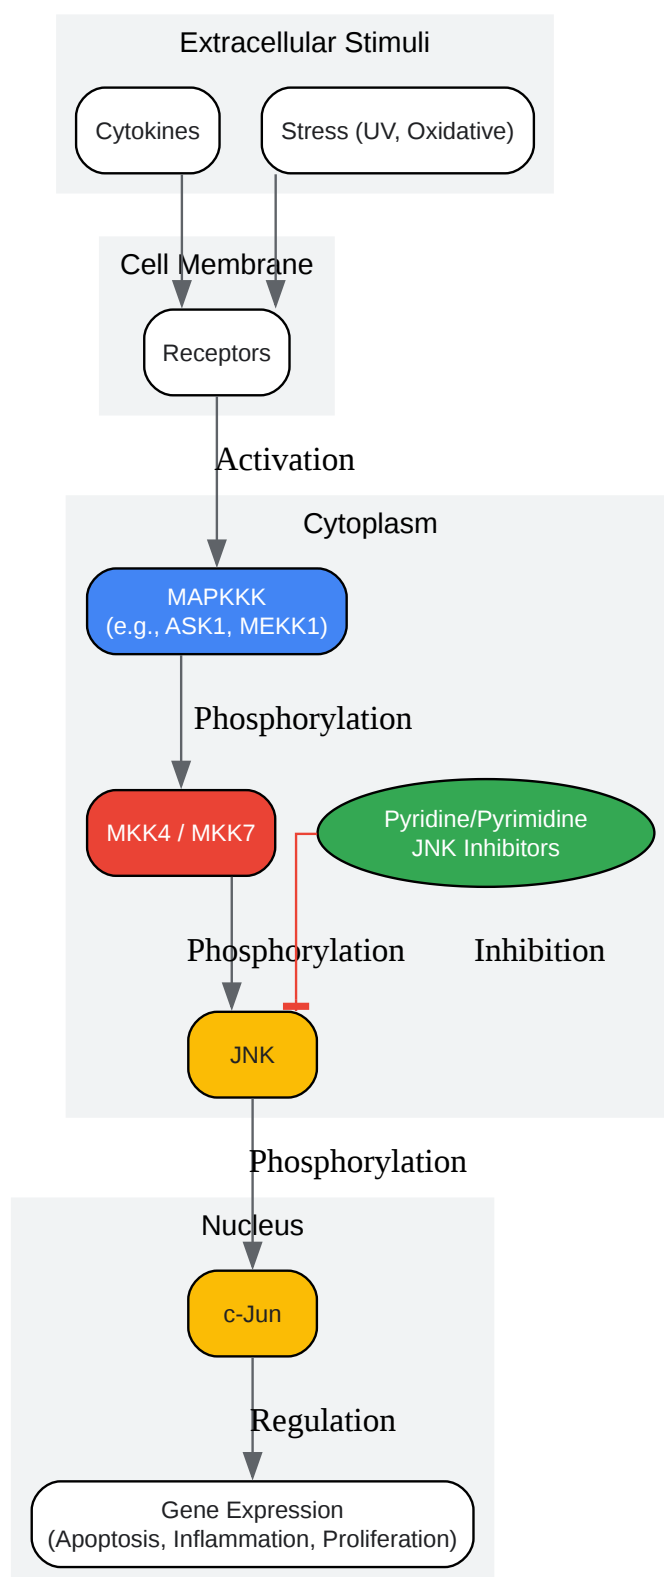 Extracellular Stimuli
Cytokines
Stress (UV, Oxidative)
Cell Membrane
Receptors
Activation
Cytoplasm
MAPKKK
(e.g., ASK1, MEKK1)
Phosphorylation
MKK4 / MKK7
Pyridine/Pyrimidine
JNK Inhibitors
Phosphorylation
Inhibition
JNK
Phosphorylation
Nucleus
c-Jun
Regulation
Gene Expression
(Apoptosis, Inflammation, Proliferation)